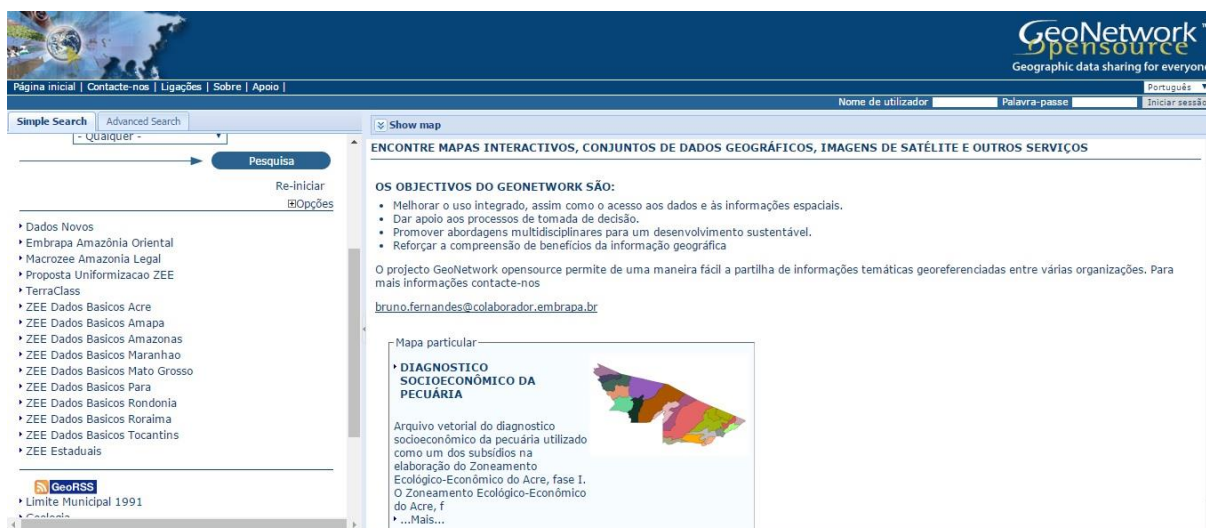 GeoNetwork
Opensource
Geographic data sharing for everyone
Página inicial | Contacte-nos | Ligações | Sobre | Apoio |
Português
Nome de utilizador
Palavra-passe
Iniciar sessão
Simple Search
Advanced Search
- Qualquer -
Pesquisa
Re-iniciar
Opções
Dados Novos
Embrapa Amazônia Oriental
Macrozee Amazonia Legal
Proposta Uniformizacao ZEE
TerraClass
ZEE Dados Basicos Acre
ZEE Dados Basicos Amapa
ZEE Dados Basicos Amazonas
ZEE Dados Basicos Maranhao
ZEE Dados Basicos Mato Grosso
ZEE Dados Basicos Para
ZEE Dados Basicos Rondonia
ZEE Dados Basicos Roraima
ZEE Dados Basicos Tocantins
ZEE Estaduais
GeoRSS
Limite Municipal 1991
Geologia
Show map
ENCONTRE MAPAS INTERACTIVOS, CONJUNTOS DE DADOS GEOGRÁFICOS, IMAGENS DE SATÉLITE E OUTROS SERVIÇOS
OS OBJECTIVOS DO GEONETWORK SÃO:
Melhorar o uso integrado, assim como o acesso aos dados e às informações espaciais.
Dar apoio aos processos de tomada de decisão.
Promover abordagens multidisciplinares para um desenvolvimento sustentável.
Reforçar a compreensão de benefícios da informação geográfica
O projecto GeoNetwork opensource permite de uma maneira fácil a partilha de informações temáticas georeferenciadas entre várias organizações. Para
mais informações contacte-nos
bruno.fernandes@colaborador.embrapa.br
Mapa particular
DIAGNOSTICO
SOCIOECONÔMICO DA
PECUÁRIA
Arquivo vetorial do diagnostico
socioeconômico da pecuária utilizado
como um dos subsídios na
elaboração do Zoneamento
Ecológico-Econômico do Acre, fase I.
O Zoneamento Ecológico-Econômico
do Acre, f
...Mais...